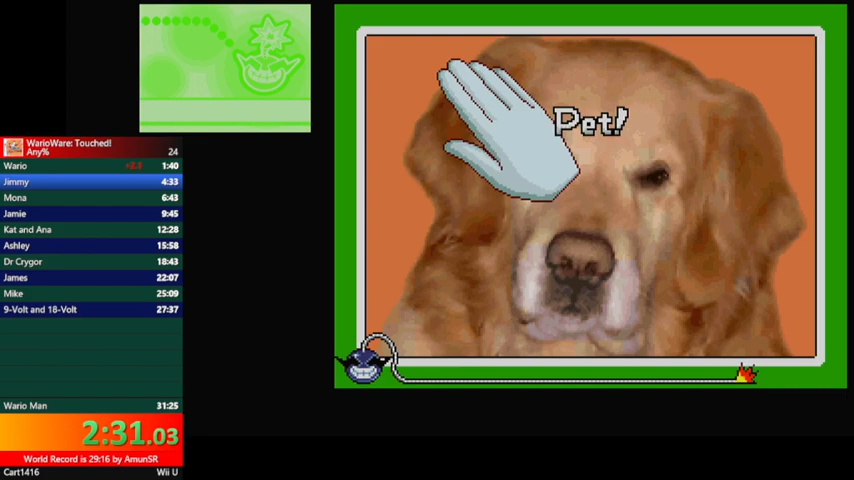 WarioWare: Touched!
Any%
24
Wario +2.5 1:40
Jimmy 4:33
Mona 6:43
Jamie 9:45
Kat and Ana 12:28
Ashley 15:58
Dr Crygor 18:43
James 22:07
Mike 25:09
9-Volt and 18-Volt 27:37
Wario Man 31:25
2:31.03
World Record is 29:16 by AmunSR
Cart1416 Wii U
Pet!